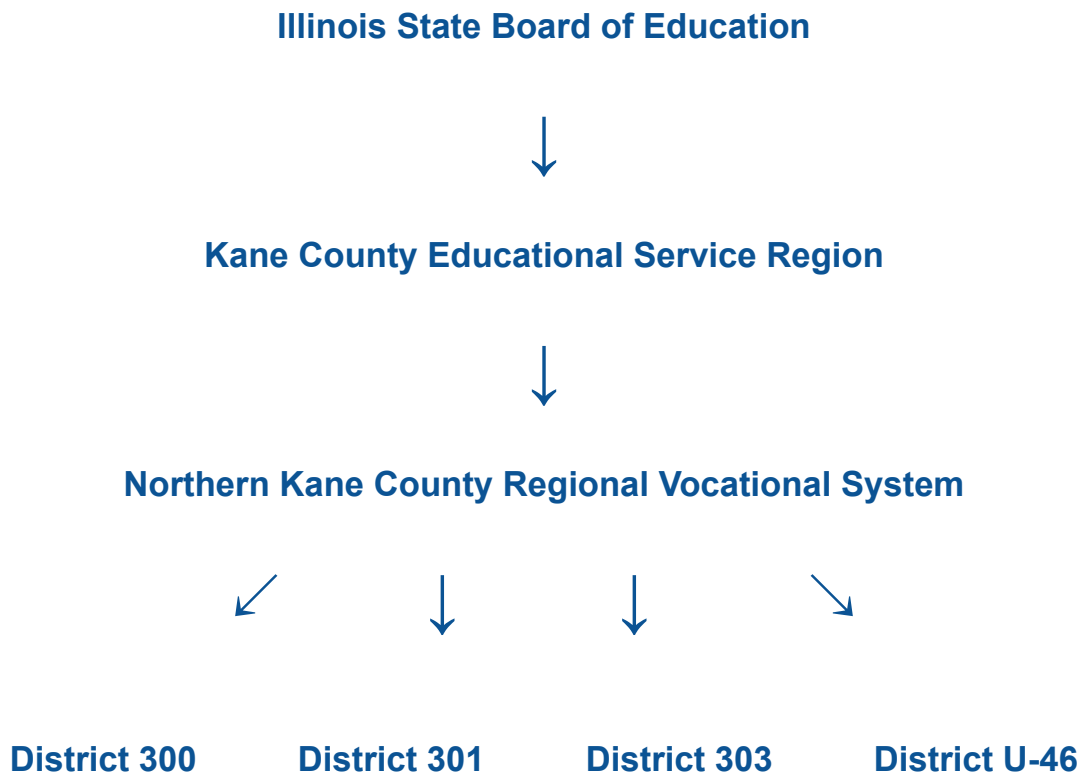 Illinois State Board of Education
Kane County Educational Service Region
Northern Kane County Regional Vocational System
District 300 District 301 District 303 District U-46